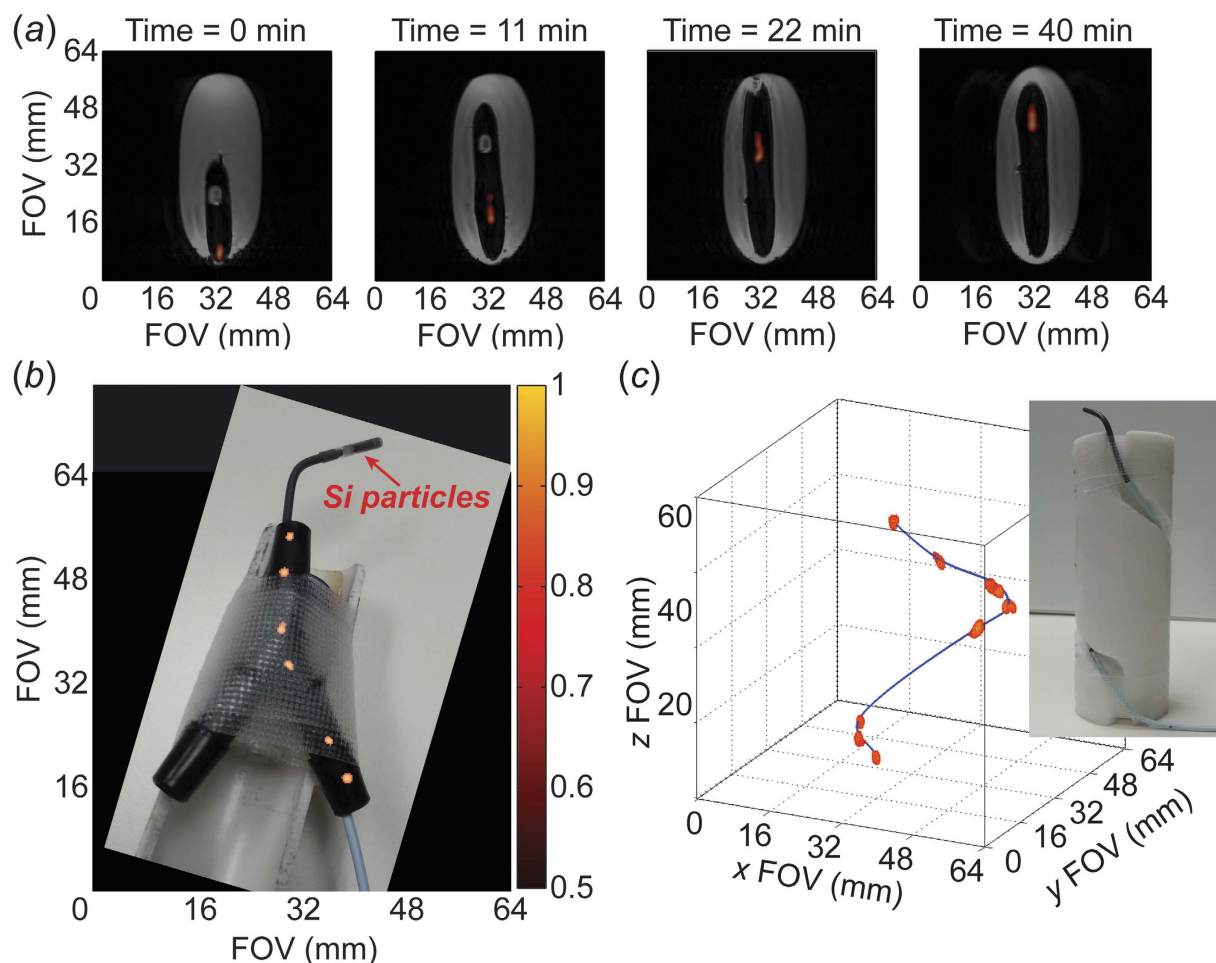 (a)
Time = 0 min
Time = 11 min
Time = 22 min
Time = 40 min
64
48
32
16
0
FOV (mm)
16 32 48 64
FOV (mm)
0 16 32 48 64
FOV (mm)
0 16 32 48 64
FOV (mm)
0 16 32 48 64
FOV (mm)
(b)
Si particles
64
48
32
16
0
FOV (mm)
16 32 48 64
FOV (mm)
1
0.9
0.8
0.7
0.6
0.5
(c)
60
40
20
z FOV (mm)
0 16 32 48 64
x FOV (mm)
0 16 32 48 64
y FOV (mm)